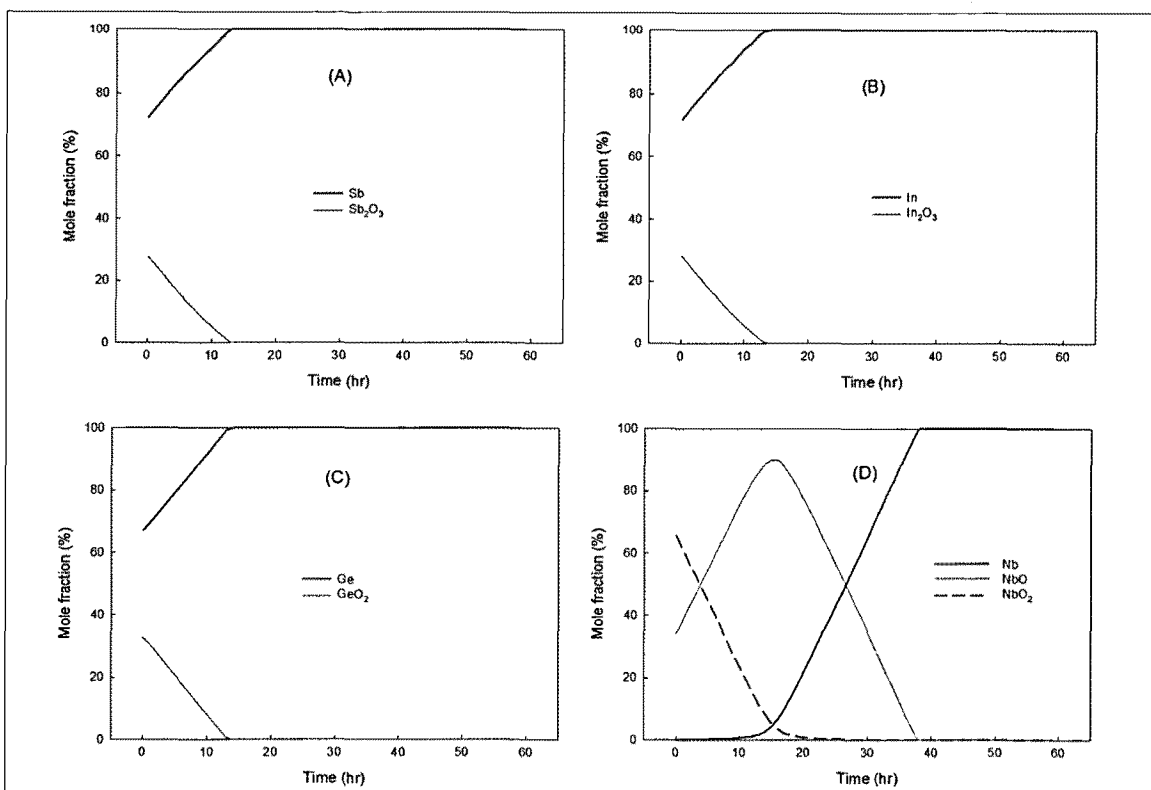 (A)
100
80
60
40
20
0
Mole fraction (%)
Sb
Sb₂O₃
0 10 20 30 40 50 60
Time (hr)
(B)
100
80
60
40
20
0
Mole fraction (%)
In
In₂O₃
0 10 20 30 40 50 60
Time (hr)
(C)
100
80
60
40
20
0
Mole fraction (%)
Ge
GeO₂
0 10 20 30 40 50 60
Time (hr)
(D)
100
80
60
40
20
0
Mole fraction (%)
Nb
NbO
NbO₂
0 10 20 30 40 50 60
Time (hr)